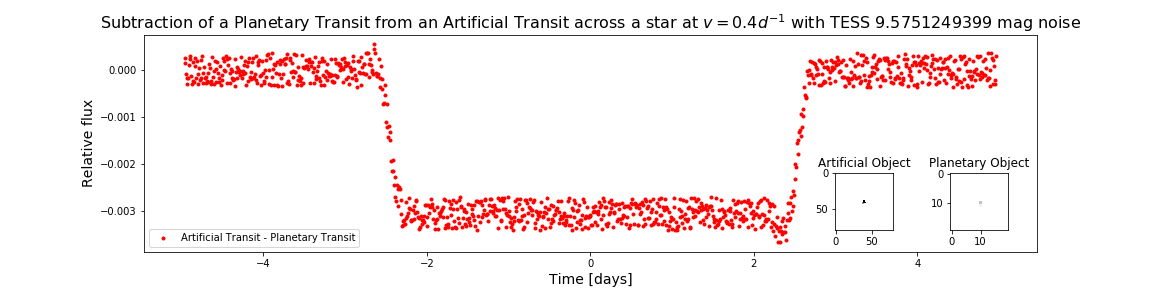 Subtraction of a Planetary Transit from an Artificial Transit across a star at v = 0.4d⁻¹ with TESS 9.5751249399 mag noise
Relative flux
0.000
−0.001
−0.002
−0.003
Artificial Transit - Planetary Transit
Artificial Object
0
50
0
50
Planetary Object
0
10
0
10
−4
−2
0
2
4
Time [days]